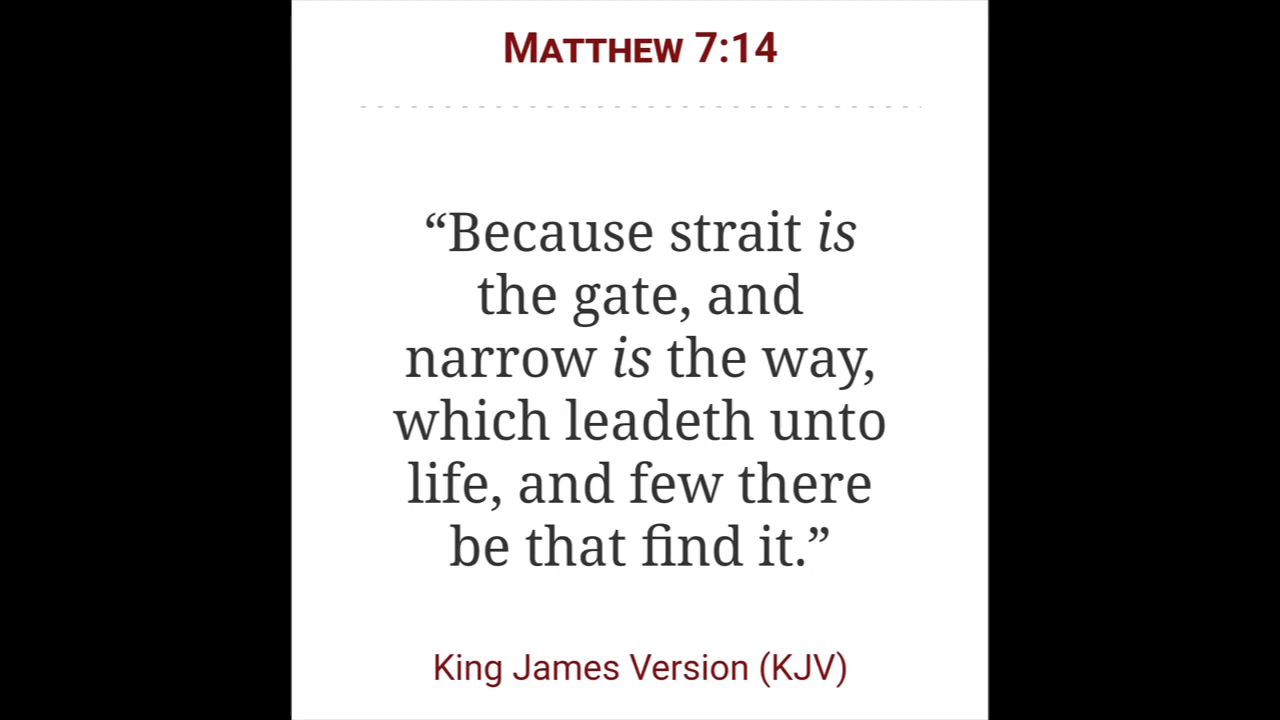 MATTHEW 7:14
“Because strait is
the gate, and
narrow is the way,
which leadeth unto
life, and few there
be that find it.”
King James Version (KJV)